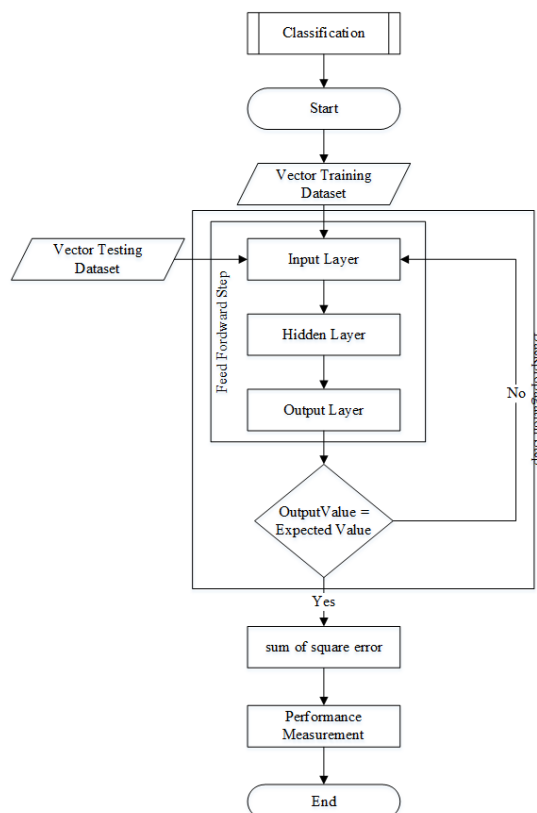 Classification
Start
Vector Training
Dataset
Vector Testing
Dataset
Input Layer
Feed Fordward Step
Hidden Layer
No
Output Layer
OutputValue =
Expected Value
Yes
sum of square error
Performance
Measurement
End